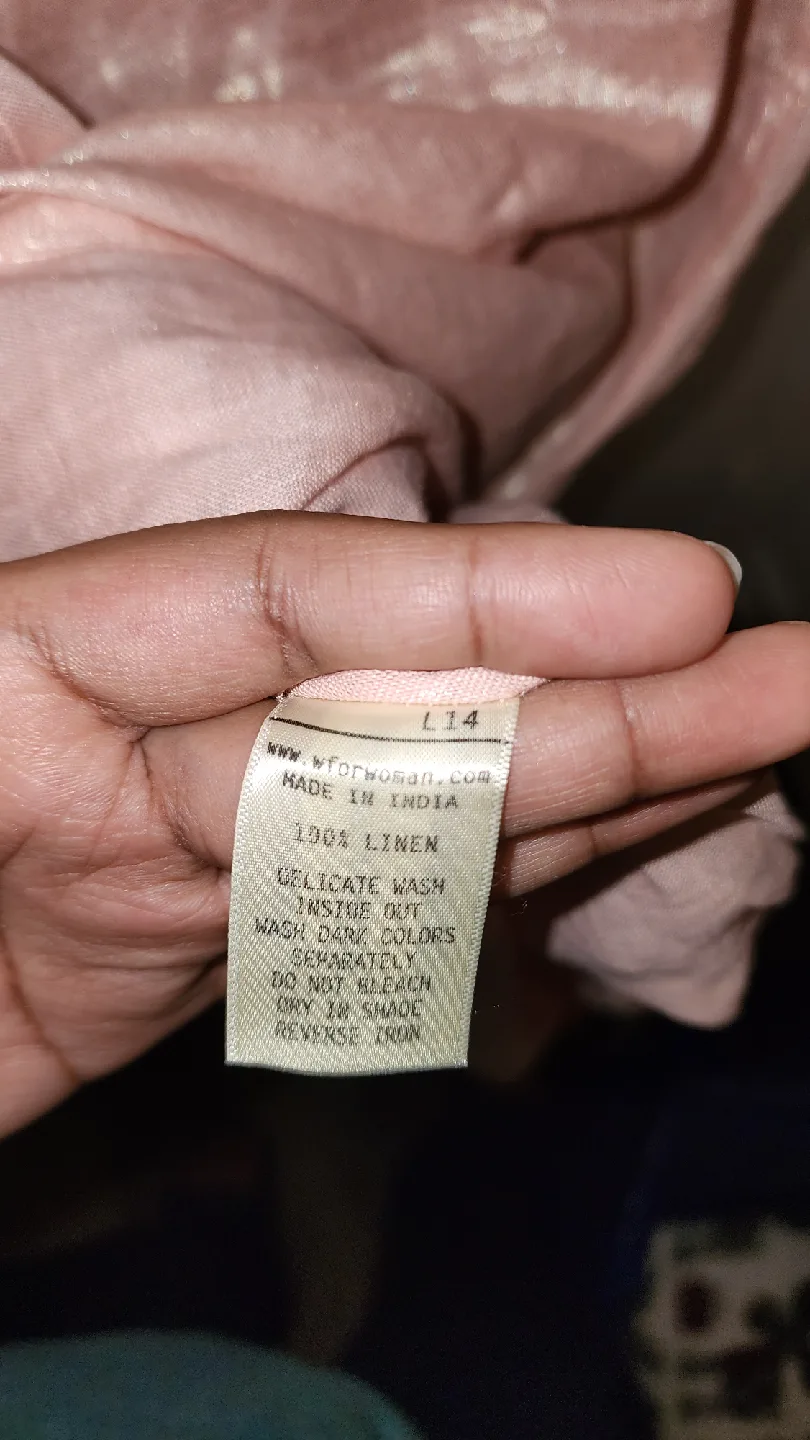 L14
www.wforwoman.com
MADE IN INDIA
100% LINEN
DELICATE WASH
INSIDE OUT
WASH DARK COLORS
SEPARATELY
DO NOT BLEACH
DRY IN SHADE
REVERSE IRON